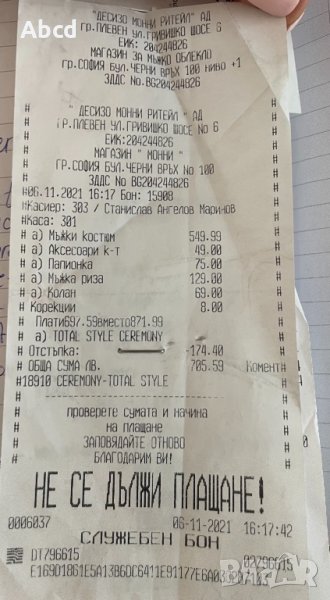 Abcd
"ДЕСИЗО МОННИ РИТЕЙЛ" АД
гр.ПЛЕВЕН ул.ГРИВИШКО ШОСЕ 6
ЕИК: 204244826
МАГАЗИН ЗА МЪЖКО ОБЛЕКЛО
гр.СОФИЯ БУЛ.ЧЕРНИ ВРЪХ 100 ниво +1
ЗДДС No.BG204244826
"ДЕСИЗО МОННИ РИТЕЙЛ" АД
ГР.ПЛЕВЕН УЛ.ГРИВИШКО ШОСЕ No 6
ЕИК:204244826
МАГАЗИН " МОННИ "
ГР.СОФИЯ БУЛ.ЧЕРНИ ВРЪХ No 100
ЗДДС No BG204244826
#06.11.2021 16:17 Бон: 15908
#Касиер: 303 / Станислав Ангелов Маринов
#Каса: 301
# а) Мъжки костюм 549.99
# а) Аксесоари к-т 49.00
# а) Папионка 75.00
# а) Мъжка риза 129.00
# а) Колан 69.00
# Корекции 8.00
Плати697.59вместо871.99
# а) TOTAL STYLE CEREMONY
# Отстъпка: -174.40
# ОБЩА СУМА ЛВ. 705.59 Комент
#18910 CEREMONY-TOTAL STYLE
проверете сумата и начина
на плащане
ЗАПОВЯДАЙТЕ ОТНОВО
БЛАГОДАРИМ ВИ!
НЕ СЕ ДЪЛЖИ ПЛАЩАНЕ!
0006037 06-11-2021 16:17:42
СЛУЖЕБЕН БОН
DT796615 02796615
bazar